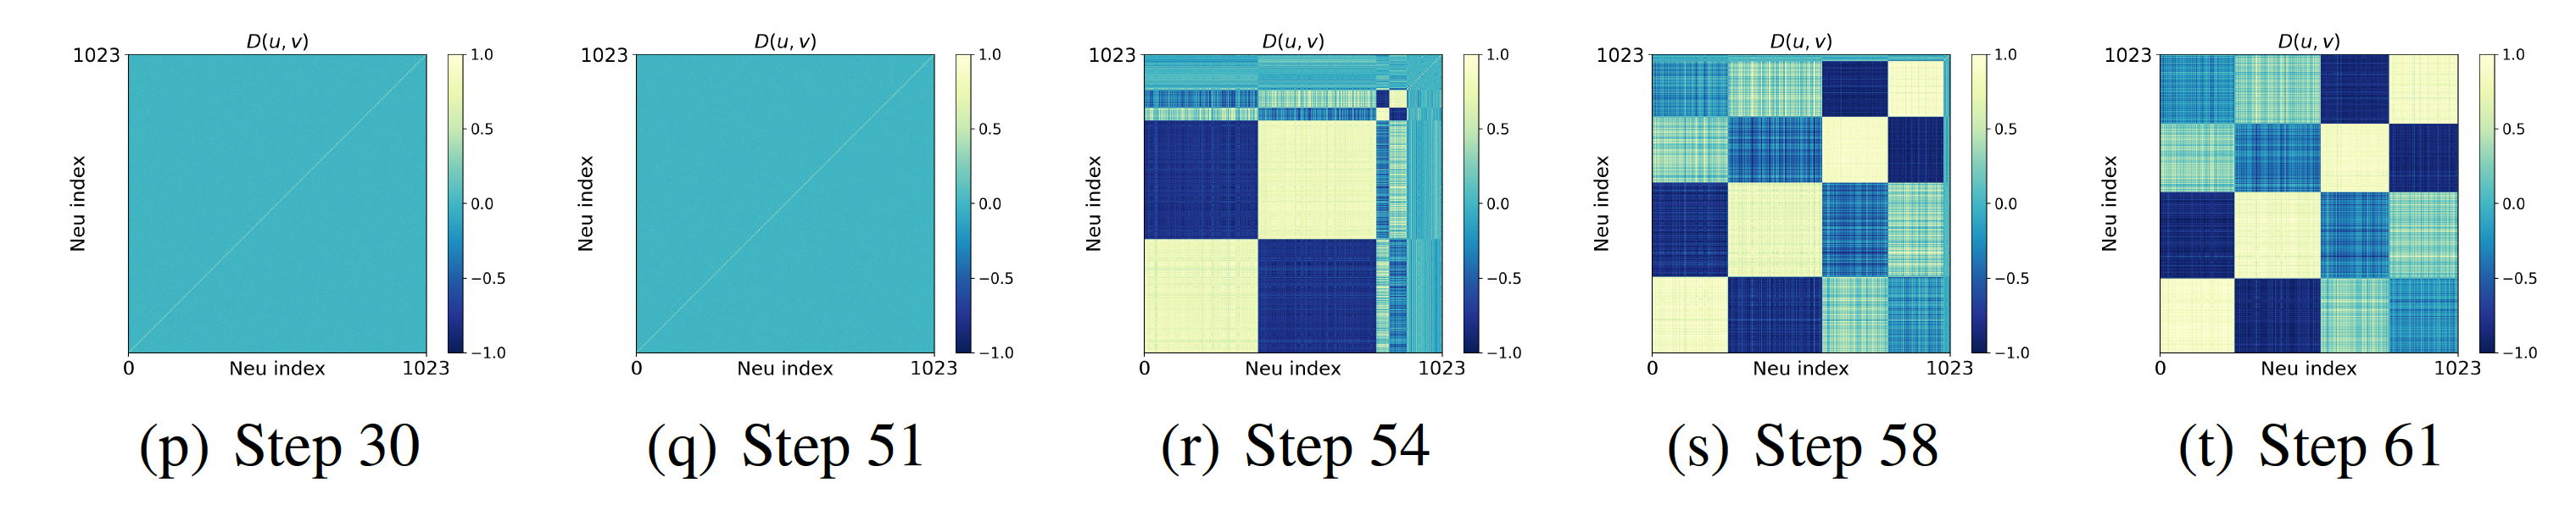 D(u, v)
1023
Neu index
0 Neu index 1023
1.0
0.5
0.0
−0.5
−1.0
(p) Step 30
D(u, v)
1023
Neu index
0 Neu index 1023
1.0
0.5
0.0
−0.5
−1.0
(q) Step 51
D(u, v)
1023
Neu index
0 Neu index 1023
1.0
0.5
0.0
−0.5
−1.0
(r) Step 54
D(u, v)
1023
Neu index
0 Neu index 1023
1.0
0.5
0.0
−0.5
−1.0
(s) Step 58
D(u, v)
1023
Neu index
0 Neu index 1023
1.0
0.5
0.0
−0.5
−1.0
(t) Step 61